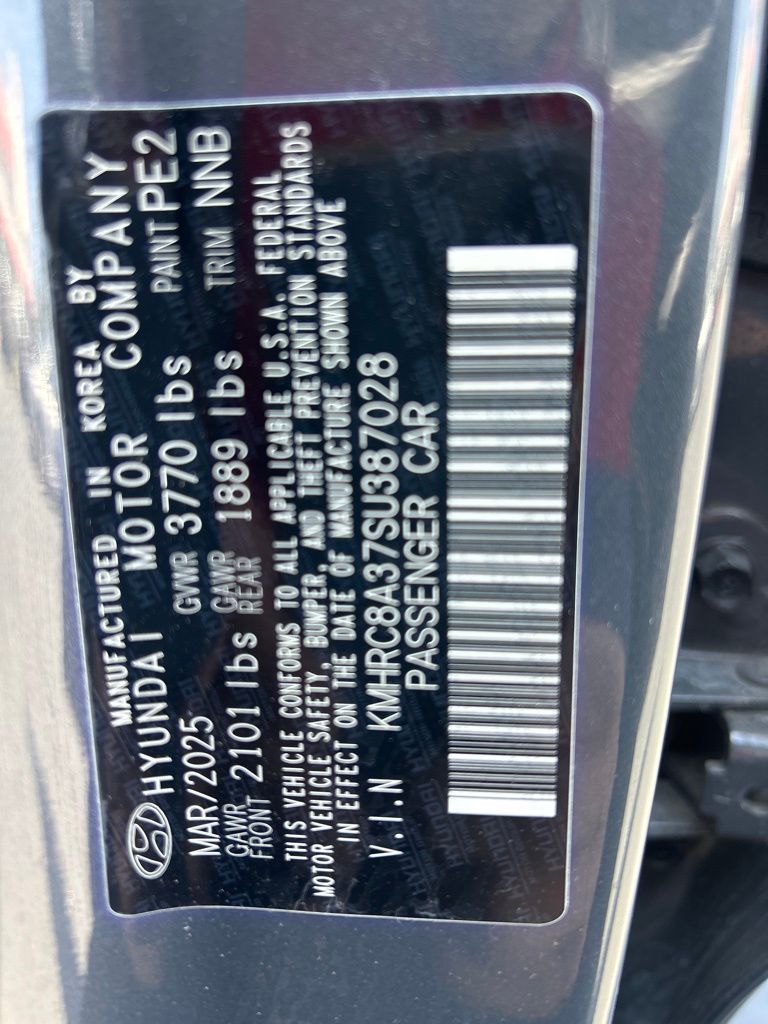 MANUFACTURED IN KOREA BY
HYUNDAI MOTOR COMPANY
MAR/2025 GVWR 3770 lbs PAINT PE2
GAWR FRONT 2101 lbs GAWR REAR 1889 lbs TRIM NNB
THIS VEHICLE CONFORMS TO ALL APPLICABLE U.S.A. FEDERAL
MOTOR VEHICLE SAFETY, BUMPER, AND THEFT PREVENTION STANDARDS
IN EFFECT ON THE DATE OF MANUFACTURE SHOWN ABOVE
V.I.N KMHRC8A37SU387028
PASSENGER CAR